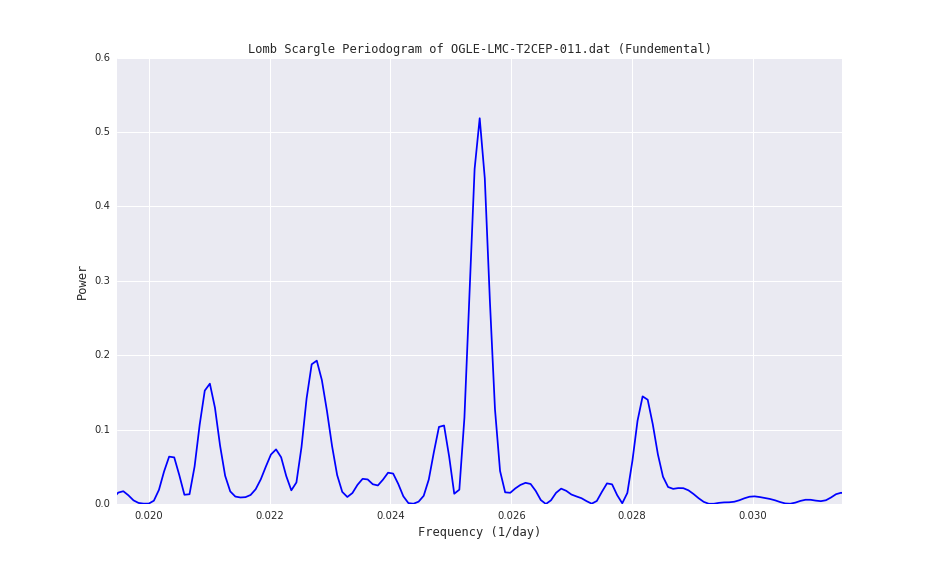 Lomb Scargle Periodogram of OGLE-LMC-T2CEP-011.dat (Fundemental)
0.6
0.5
0.4
0.3
0.2
0.1
0.0
Power
0.020 0.022 0.024 0.026 0.028 0.030
Frequency (1/day)